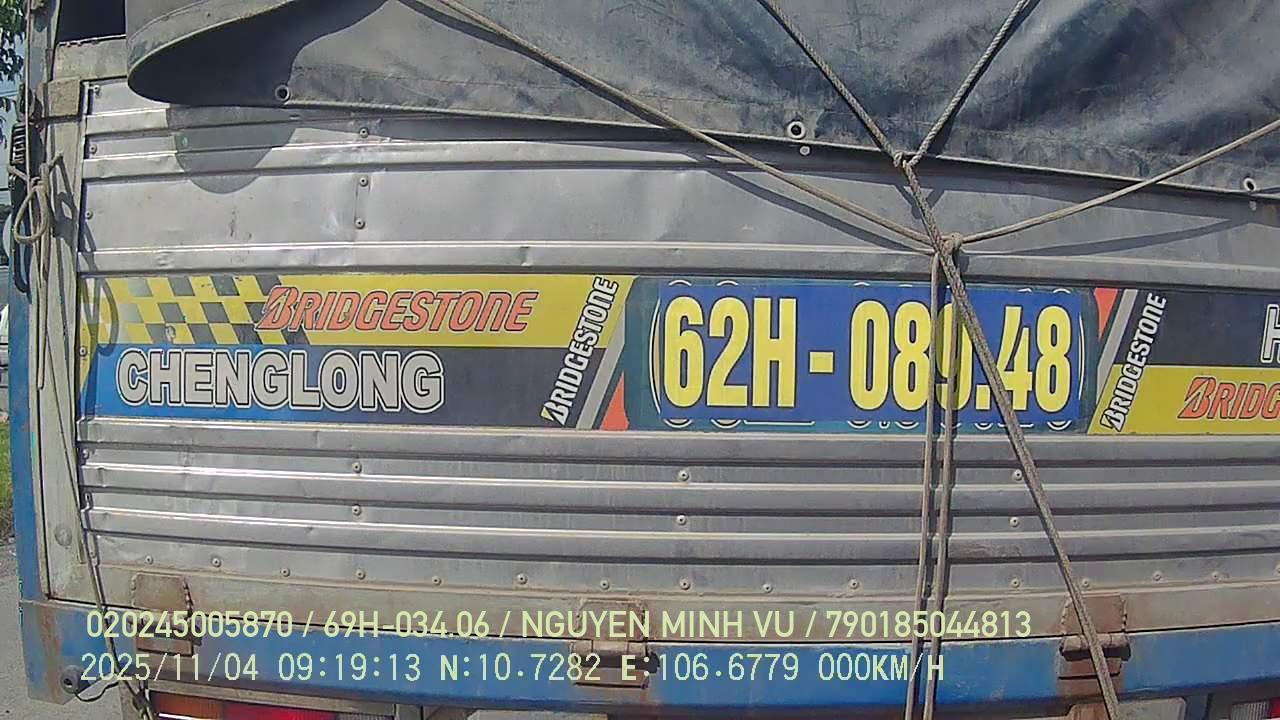 BRIDGESTONE
CHENGLONG
BRIDGESTONE
62H - 089.48
BRIDGESTONE
H
BRIDG
020245005870 / 69H-034.06 / NGUYEN MINH VU / 790185044813
2025/11/04 09:19:13 N:10.7282 E:106.6779 000KM/H